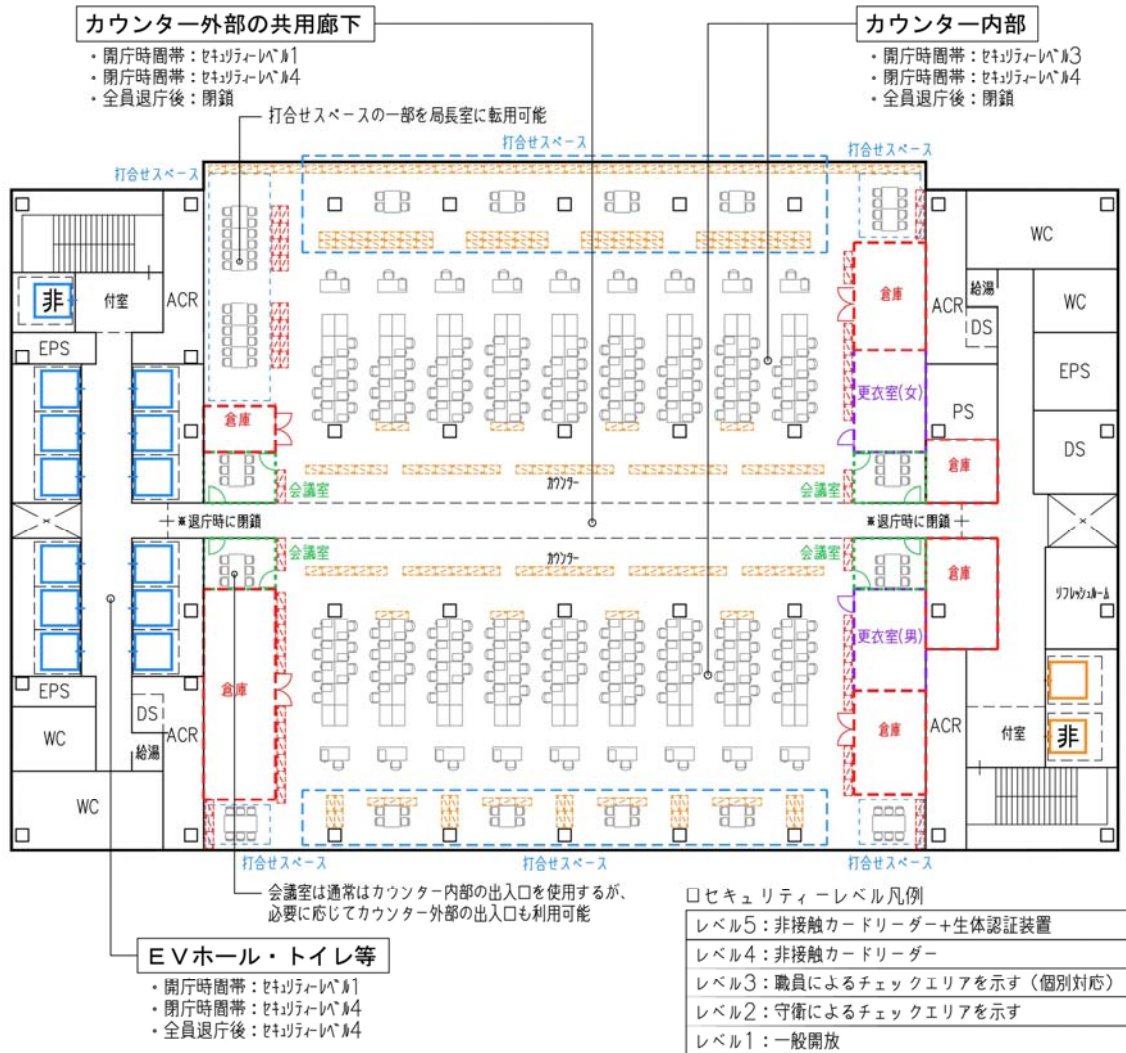 カウンター外部の共用廊下
・開庁時間帯：セキュリティーレベル1
・閉庁時間帯：セキュリティーレベル4
・全員退庁後：閉鎖
カウンター内部
・開庁時間帯：セキュリティーレベル3
・閉庁時間帯：セキュリティーレベル4
・全員退庁後：閉鎖
打合せスペースの一部を局長室に転用可能
打合せスペース
打合せスペース
打合せスペース
WC
非
付室
ACR
倉庫
ACR
給湯
DS
WC
EPS
EPS
更衣室(女)
PS
DS
倉庫
倉庫
会議室
カウンター
会議室
※退庁時に閉鎖
※退庁時に閉鎖
会議室
カウンター
会議室
倉庫
リフレッシュルーム
更衣室(男)
倉庫
EPS
DS
WC
ACR
給湯
倉庫
ACR
付室
非
WC
打合せスペース
打合せスペース
打合せスペース
会議室は通常はカウンター内部の出入口を使用するが、
必要に応じてカウンター外部の出入口も利用可能
EVホール・トイレ等
・開庁時間帯：セキュリティーレベル1
・閉庁時間帯：セキュリティーレベル4
・全員退庁後：セキュリティーレベル4
□セキュリティーレベル凡例
レベル5：非接触カードリーダー+生体認証装置
レベル4：非接触カードリーダー
レベル3：職員によるチェックエリアを示す（個別対応）
レベル2：守衛によるチェックエリアを示す
レベル1：一般開放